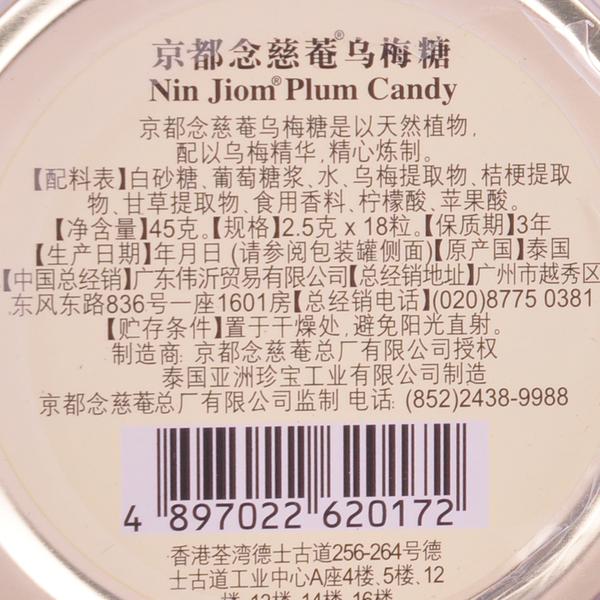 京都念慈菴®乌梅糖
Nin Jiom® Plum Candy
京都念慈菴乌梅糖是以天然植物,
配以乌梅精华, 精心炼制。
【配料表】白砂糖、葡萄糖浆、水、乌梅提取物、桔梗提取
物、甘草提取物、食用香料、柠檬酸、苹果酸。
【净含量】45克。【规格】2.5克 x 18粒。【保质期】3年
【生产日期】年月日 (请参阅包装罐侧面)【原产国】泰国
【中国总经销】广东伟沂贸易有限公司【总经销地址】广州市越秀区
东风东路836号一座1601房【总经销电话】(020)8775 0381
【贮存条件】置于干燥处, 避免阳光直射。
制造商: 京都念慈菴总厂有限公司授权
泰国亚洲珍宝工业有限公司制造
京都念慈菴总厂有限公司监制 电话: (852)2438-9988
4 897022 620172
香港荃湾德士古道256-264号德
士古道工业中心A座4楼、5楼、12
楼、13楼、14楼、16楼